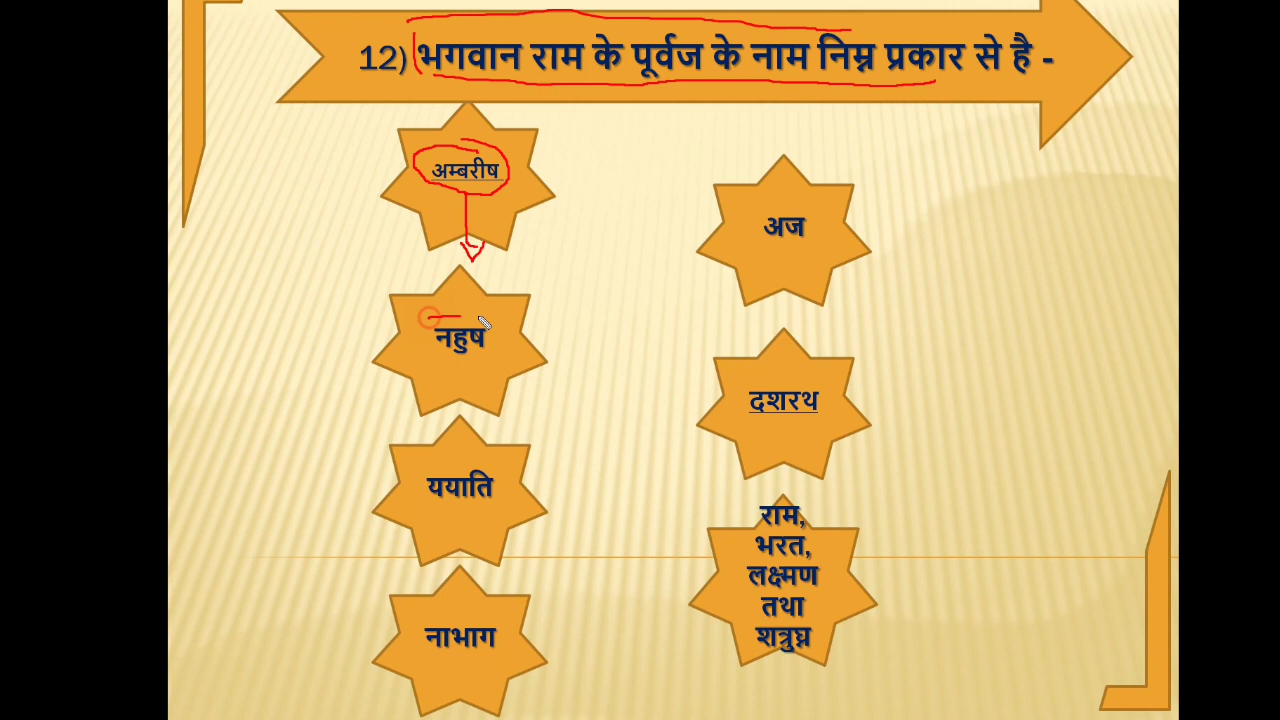 12) भगवान राम के पूर्वज के नाम निम्न प्रकार से है -
अम्बरीष
नहुष
ययाति
नाभाग
अज
दशरथ
राम,
भरत,
लक्ष्मण
तथा
शत्रुघ्न